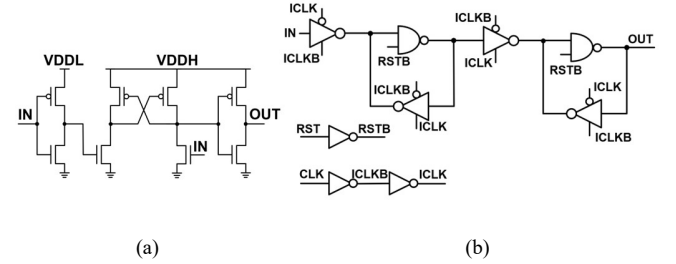 VDDL VDDH
IN OUT
IN
(a)
ICLK
IN
ICLKB
RSTB
ICLKB
ICLK
ICLKB
ICLK
RSTB
OUT
ICLK
ICLKB
RST RSTB
CLK ICLKB ICLK
(b)